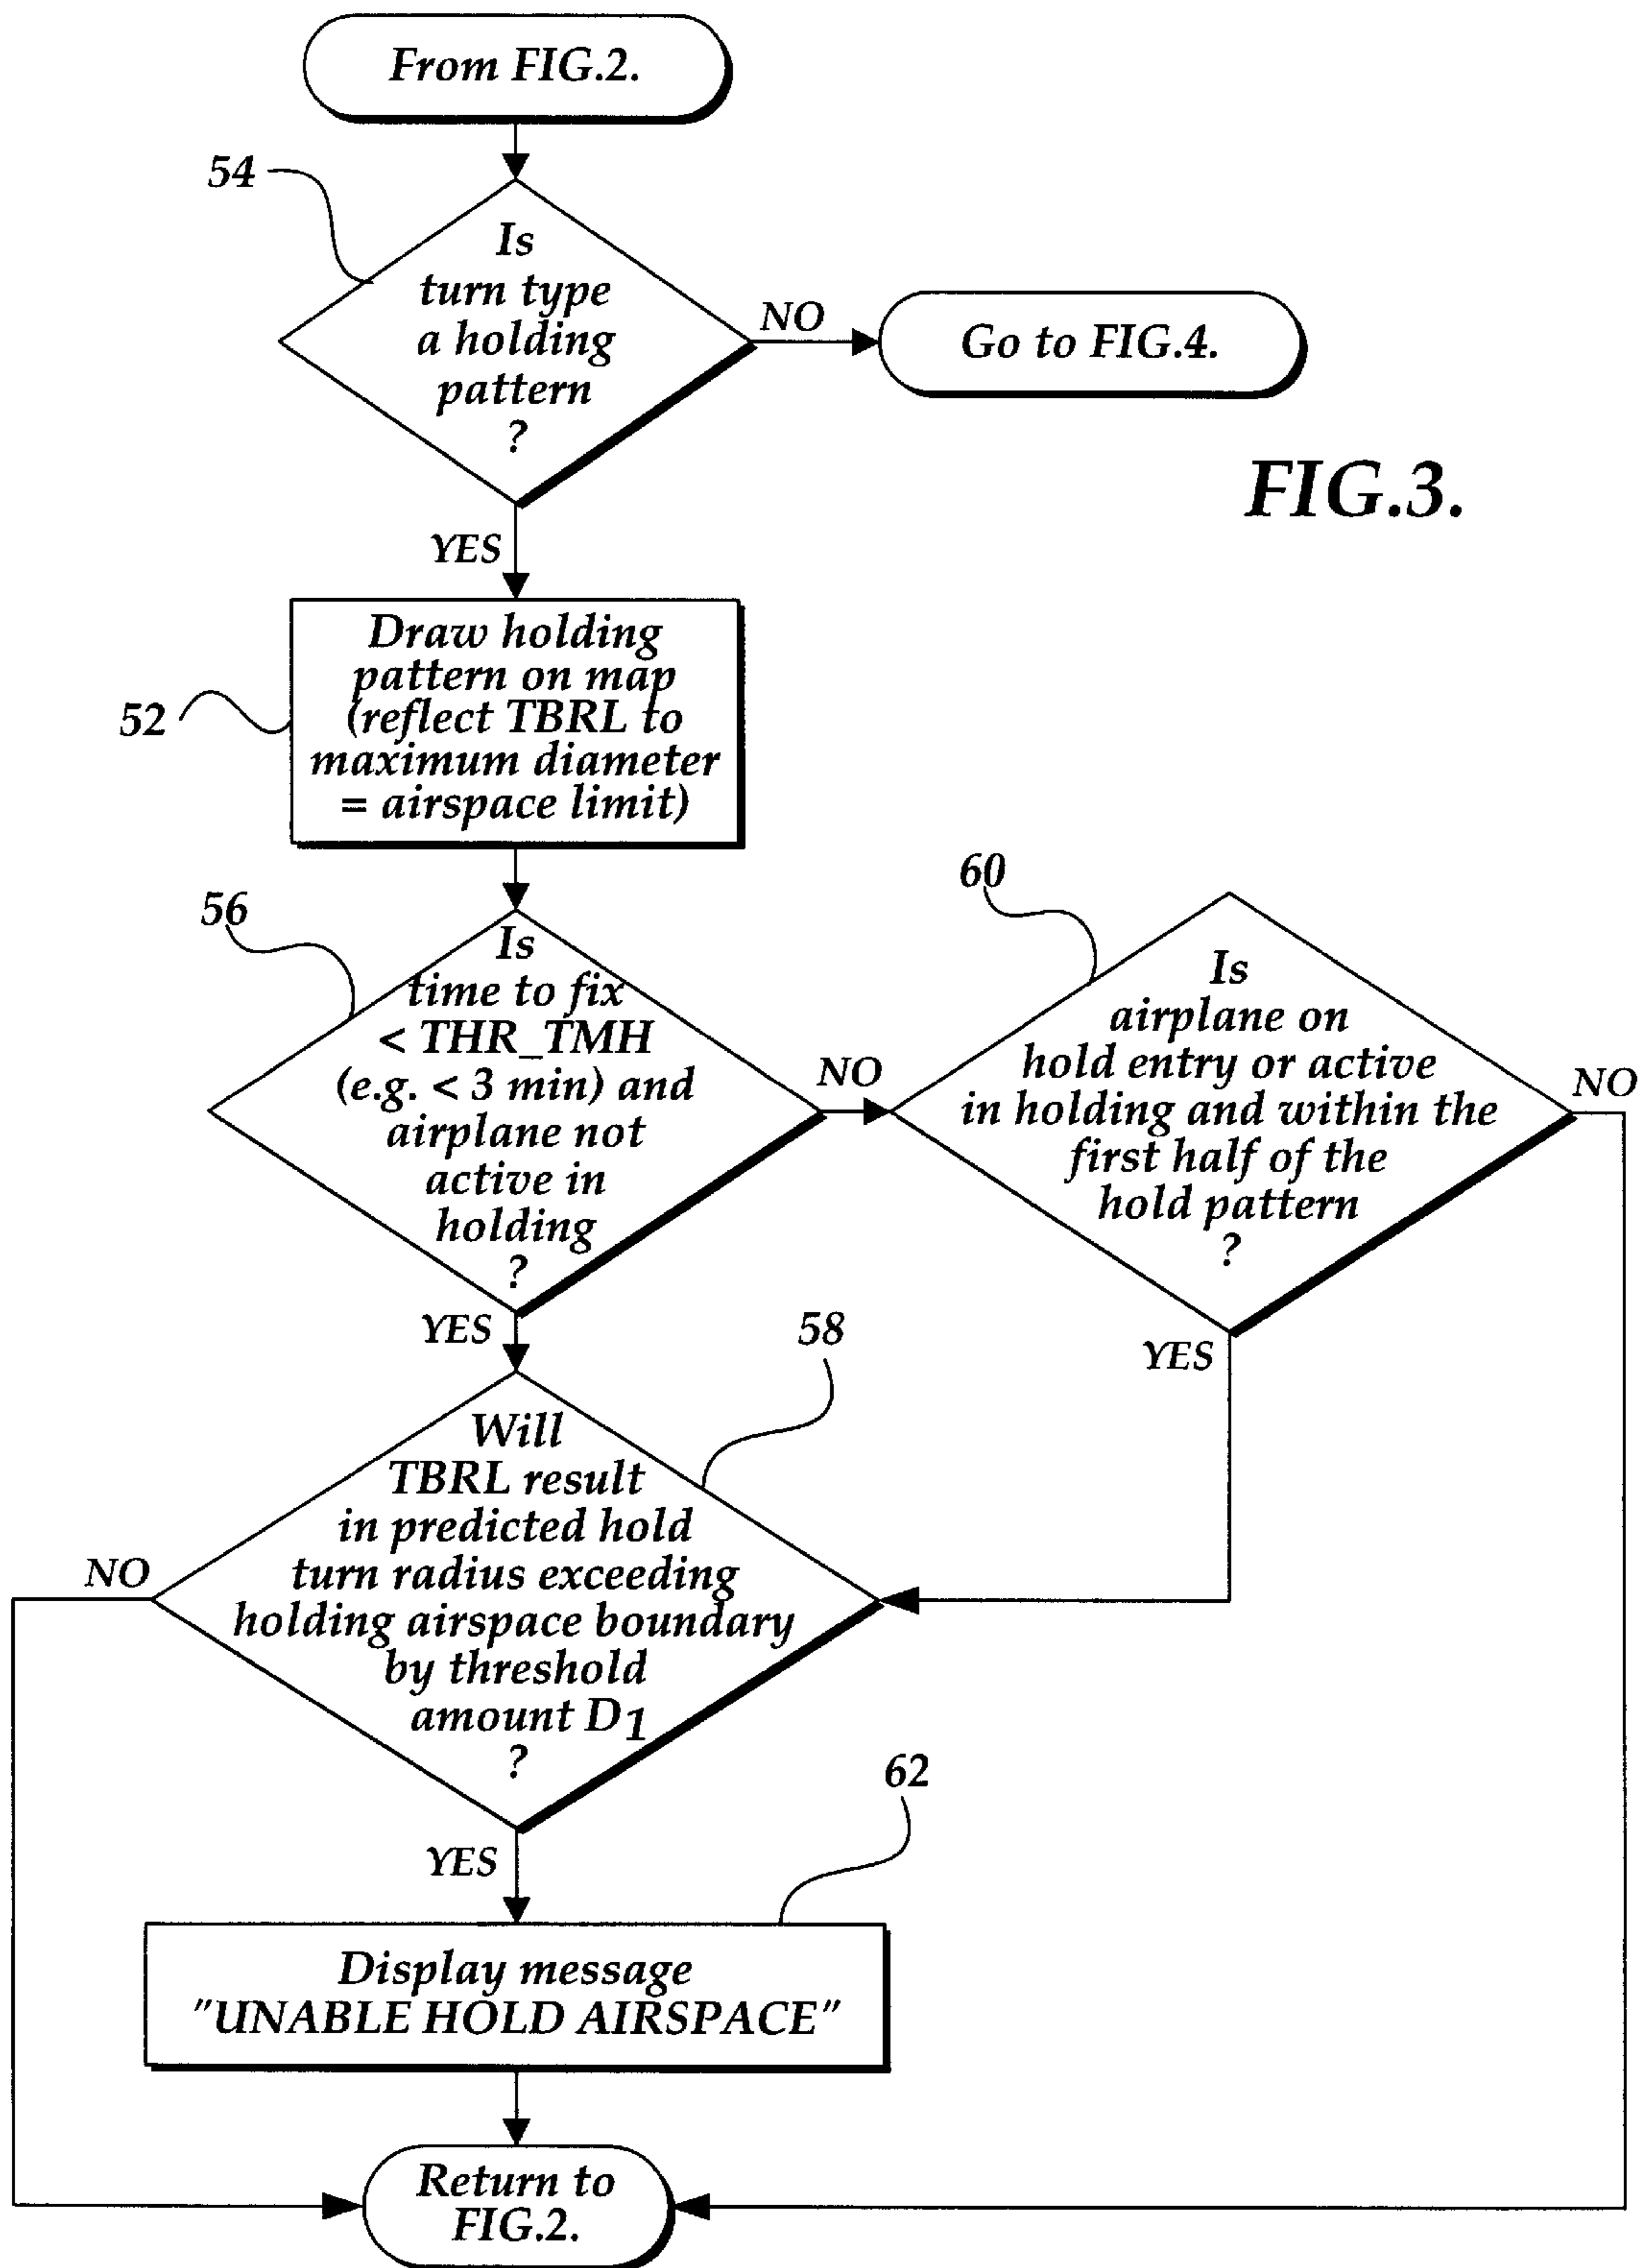 From FIG.2.
54
Is
turn type
a holding
pattern
?
NO
Go to FIG.4.
FIG.3.
YES
52
Draw holding
pattern on map
(reflect TBRL to
maximum diameter
= airspace limit)
56
Is
time to fix
< THR_TMH
(e.g. < 3 min) and
airplane not
active in
holding
?
NO
60
Is
airplane on
hold entry or active
in holding and within the
first half of the
hold pattern
?
NO
YES
YES
58
Will
TBRL result
in predicted hold
turn radius exceeding
holding airspace boundary
by threshold
amount D1
?
NO
YES
62
Display message
"UNABLE HOLD AIRSPACE"
Return to
FIG.2.